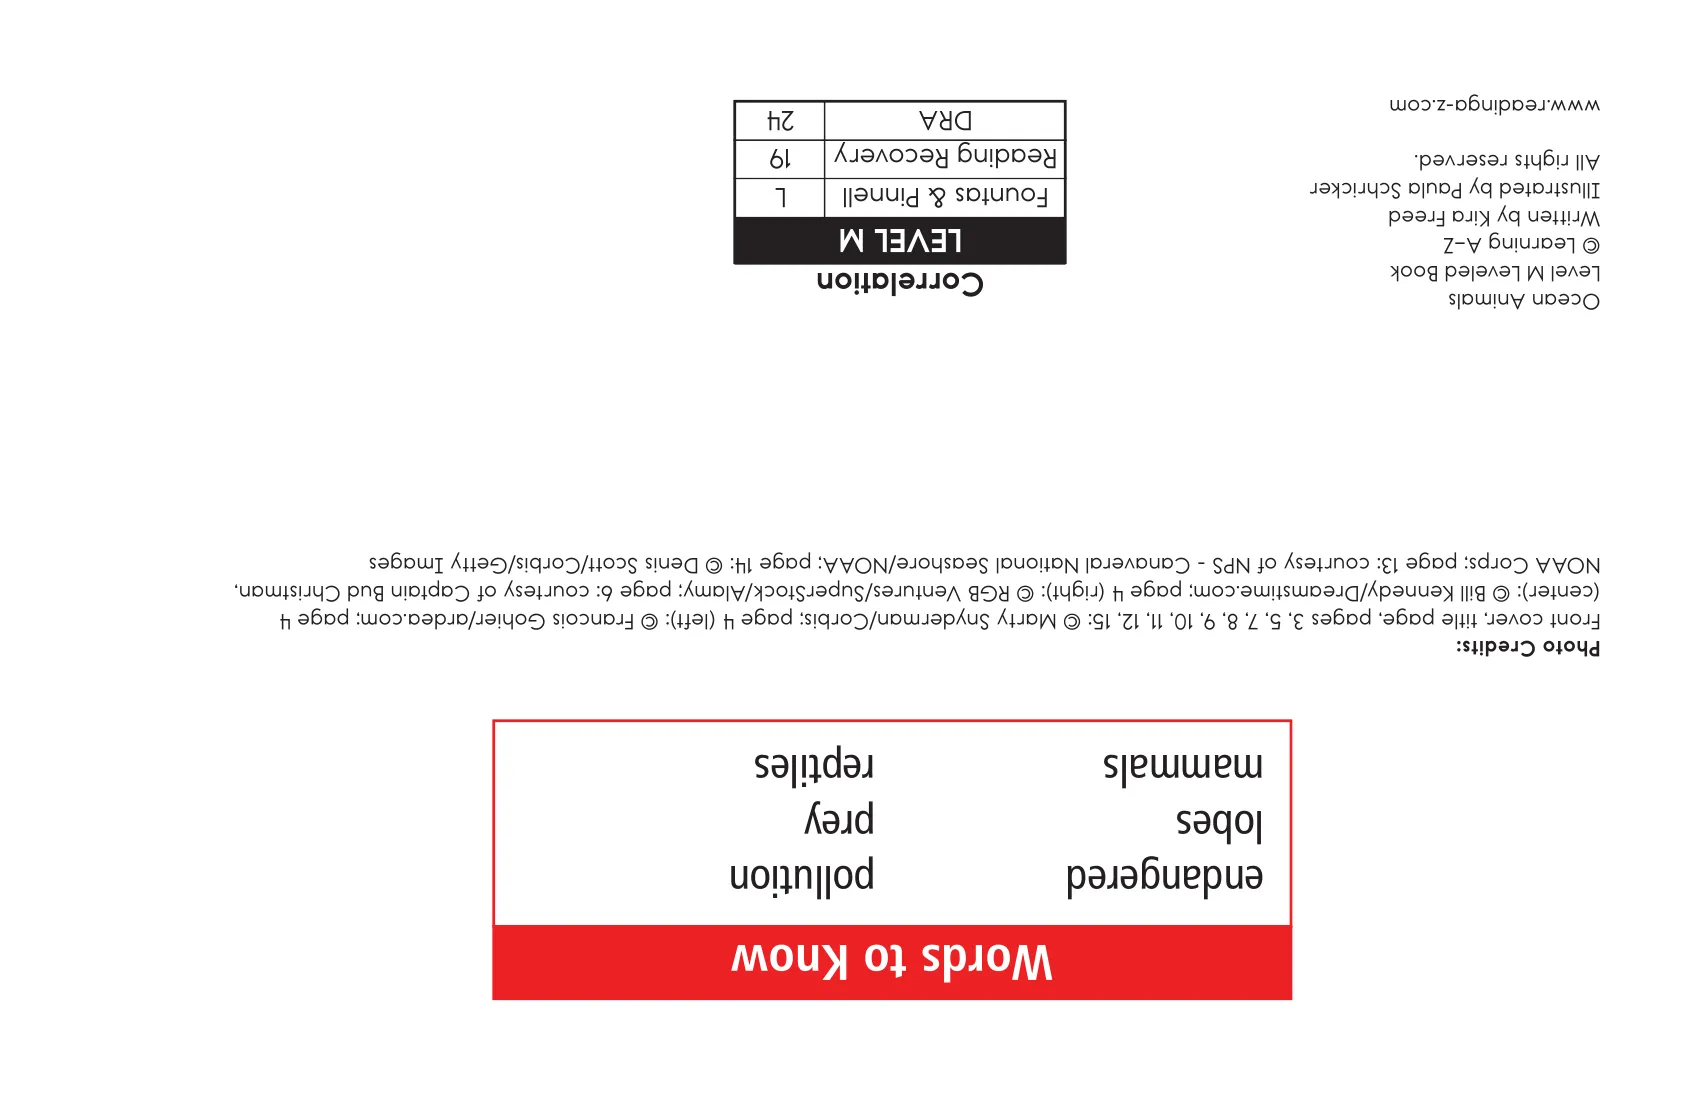 Words to Know
endangered pollution
lobes prey
mammals reptiles
Photo Credits:
Front cover, title page, pages 3, 5, 7, 8, 9, 10, 11, 12, 15: © Marty Snyderman/Corbis; page 4 (left): © Francois Gohier/ardea.com; page 4
(center): © Bill Kennedy/Dreamstime.com; page 4 (right): © RGB Ventures/SuperStock/Alamy; page 6: courtesy of Captain Bud Christman,
NOAA Corps; page 13: courtesy of NPS - Canaveral National Seashore/NOAA; page 14: © Denis Scott/Corbis/Getty Images
Ocean Animals
Level M Leveled Book
© Learning A–Z
Written by Kira Freed
Illustrated by Paula Schricker
All rights reserved.
www.readinga-z.com
Correlation
LEVEL M
Fountas & Pinnell L
Reading Recovery 19
DRA 24